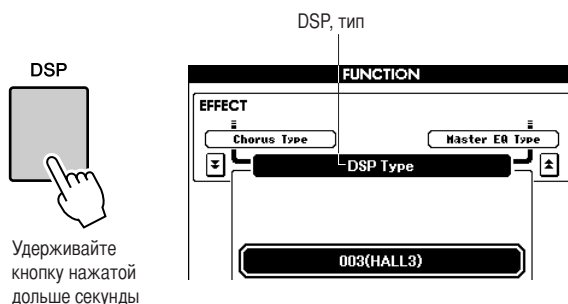 DSP, тип
DSP
FUNCTION
EFFECT
Chorus Type
Master EQ Type
DSP Type
003(HALL3)
Удерживайте
кнопку нажатой
дольше секунды